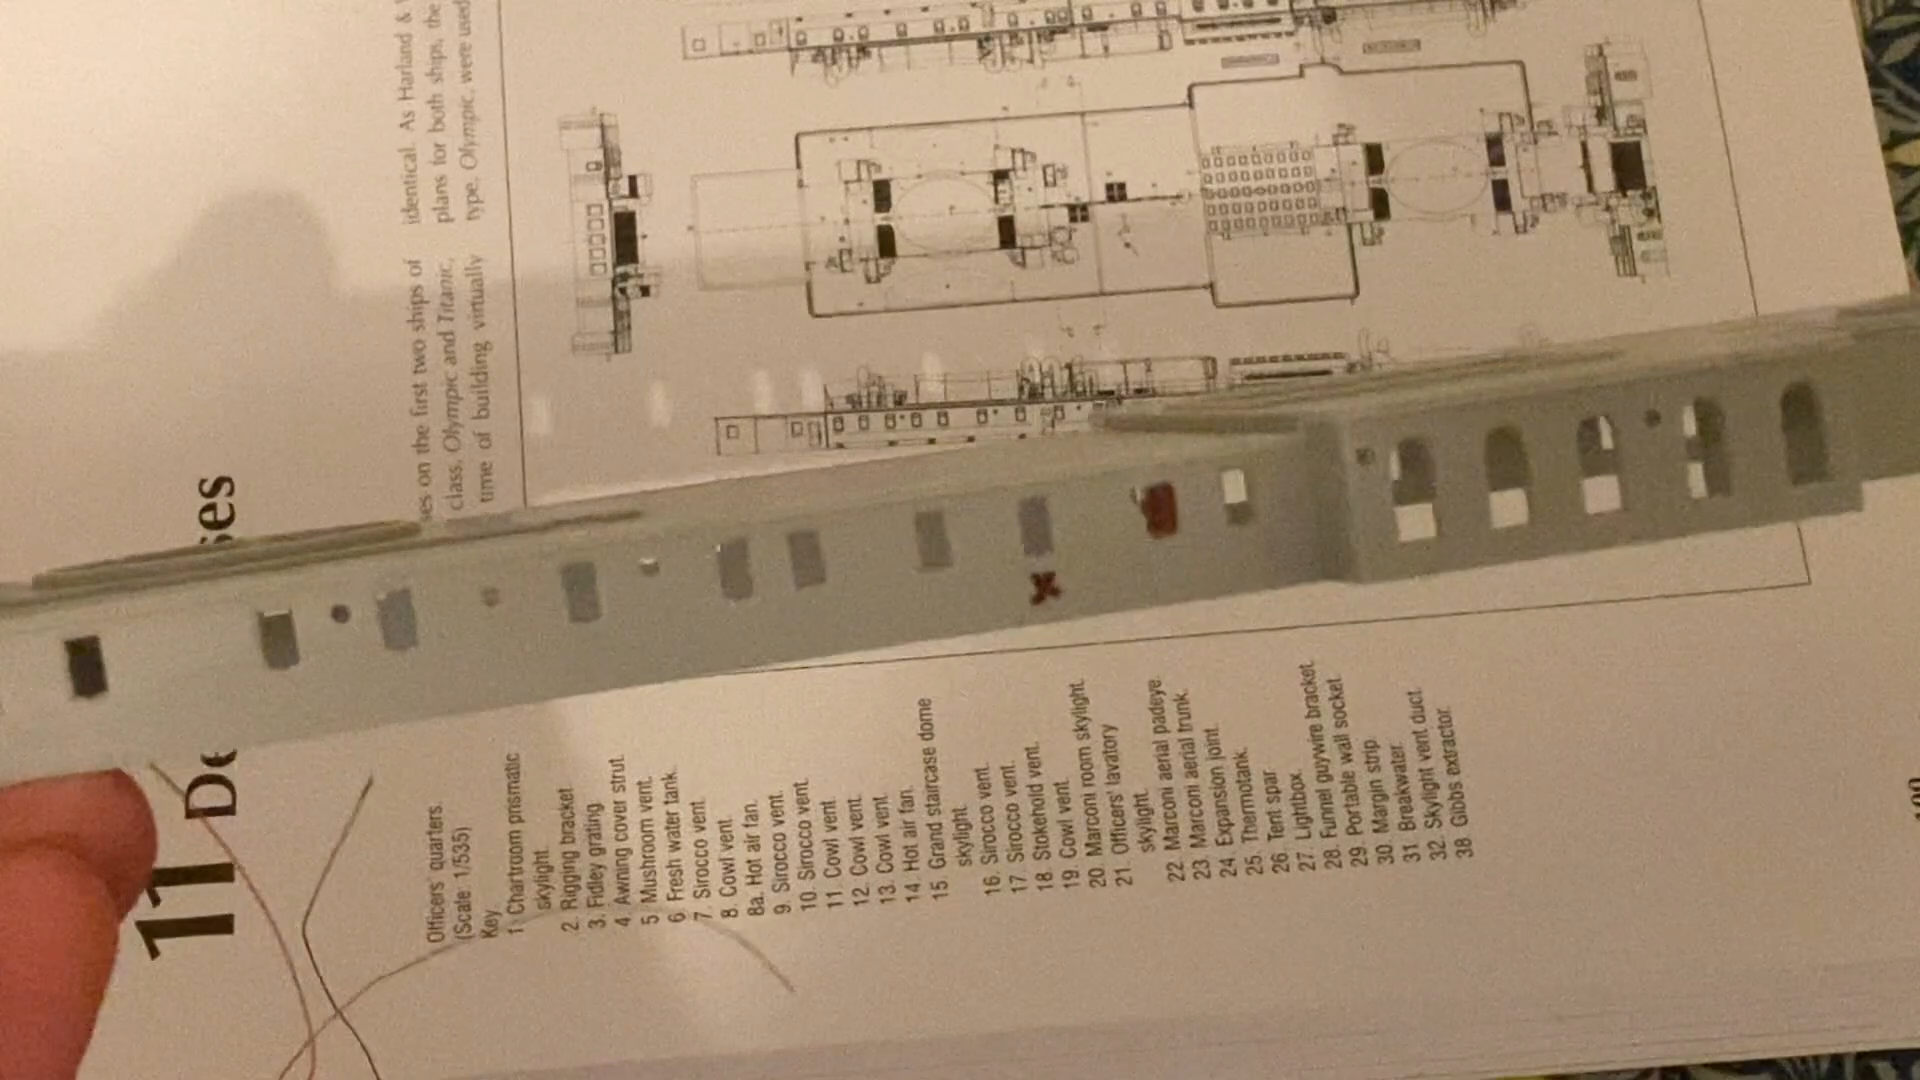 11 De
ses
ses on the first two ships of
class, Olympic and Titanic,
time of building virtually
identical. As Harland &
plans for both ships, the
type, Olympic, were used
Officers' quarters.
(Scale: 1/535)
Key
1. Chartroom prismatic
skylight.
2. Rigging bracket.
3. Fidley grating.
4. Awning cover strut.
5. Mushroom vent.
6. Fresh water tank.
7. Sirocco vent.
8. Cowl vent.
8a. Hot air fan.
9. Sirocco vent.
10. Sirocco vent.
11. Cowl vent.
12. Cowl vent.
13. Cowl vent.
14. Hot air fan.
15. Grand staircase dome
skylight.
16. Sirocco vent.
17. Sirocco vent.
18. Stokehold vent.
19. Cowl vent.
20. Marconi room skylight.
21. Officers' lavatory
skylight.
22. Marconi aerial padeye.
23. Marconi aerial trunk.
24. Expansion joint.
25. Thermotank.
26. Tent spar.
27. Lightbox.
28. Funnel guywire bracket.
29. Portable wall socket.
30. Margin strip.
31. Breakwater.
32. Skylight vent duct.
38. Gibbs extractor.